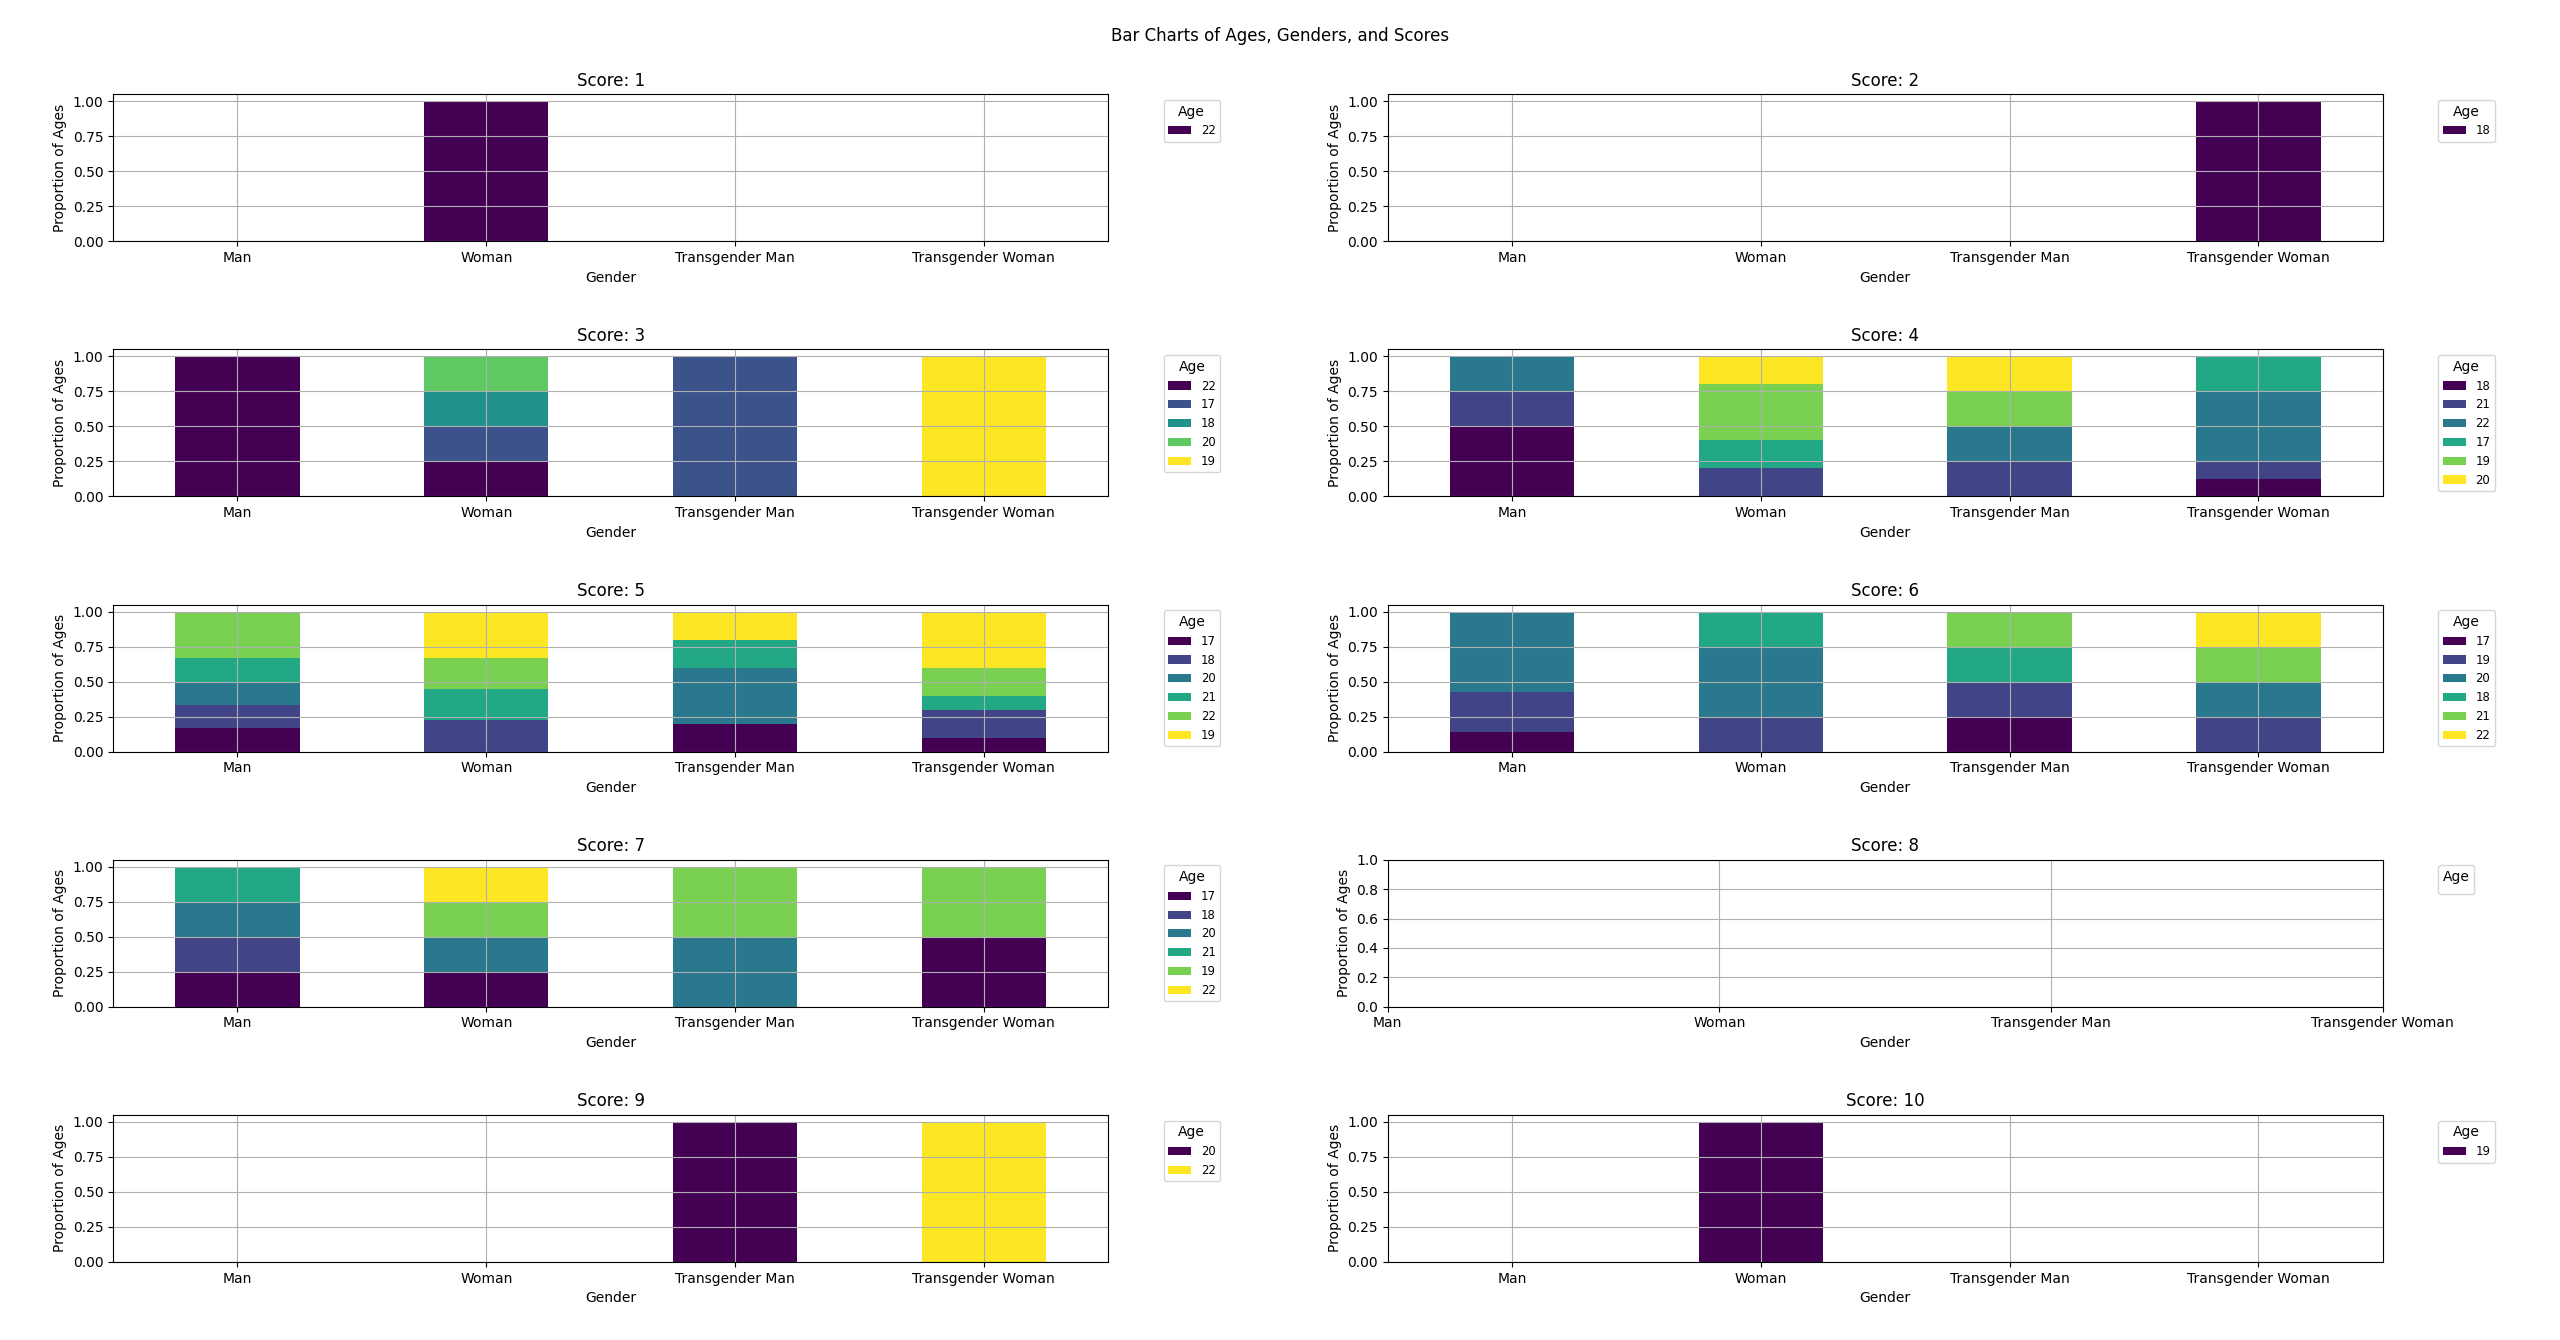 Bar Charts of Ages, Genders, and Scores
Score: 1
Proportion of Ages
1.00
0.75
0.50
0.25
0.00
Man Woman Transgender Man Transgender Woman
Gender
Age
22
Score: 2
Proportion of Ages
1.00
0.75
0.50
0.25
0.00
Man Woman Transgender Man Transgender Woman
Gender
Age
18
Score: 3
Proportion of Ages
1.00
0.75
0.50
0.25
0.00
Man Woman Transgender Man Transgender Woman
Gender
Age
22
17
18
20
19
Score: 4
Proportion of Ages
1.00
0.75
0.50
0.25
0.00
Man Woman Transgender Man Transgender Woman
Gender
Age
18
21
22
17
19
20
Score: 5
Proportion of Ages
1.00
0.75
0.50
0.25
0.00
Man Woman Transgender Man Transgender Woman
Gender
Age
17
18
20
21
22
19
Score: 6
Proportion of Ages
1.00
0.75
0.50
0.25
0.00
Man Woman Transgender Man Transgender Woman
Gender
Age
17
19
20
18
21
22
Score: 7
Proportion of Ages
1.00
0.75
0.50
0.25
0.00
Man Woman Transgender Man Transgender Woman
Gender
Age
17
18
20
21
19
22
Score: 8
Proportion of Ages
1.0
0.8
0.6
0.4
0.2
0.0
Man Woman Transgender Man Transgender Woman
Gender
Age
Score: 9
Proportion of Ages
1.00
0.75
0.50
0.25
0.00
Man Woman Transgender Man Transgender Woman
Gender
Age
20
22
Score: 10
Proportion of Ages
1.00
0.75
0.50
0.25
0.00
Man Woman Transgender Man Transgender Woman
Gender
Age
19